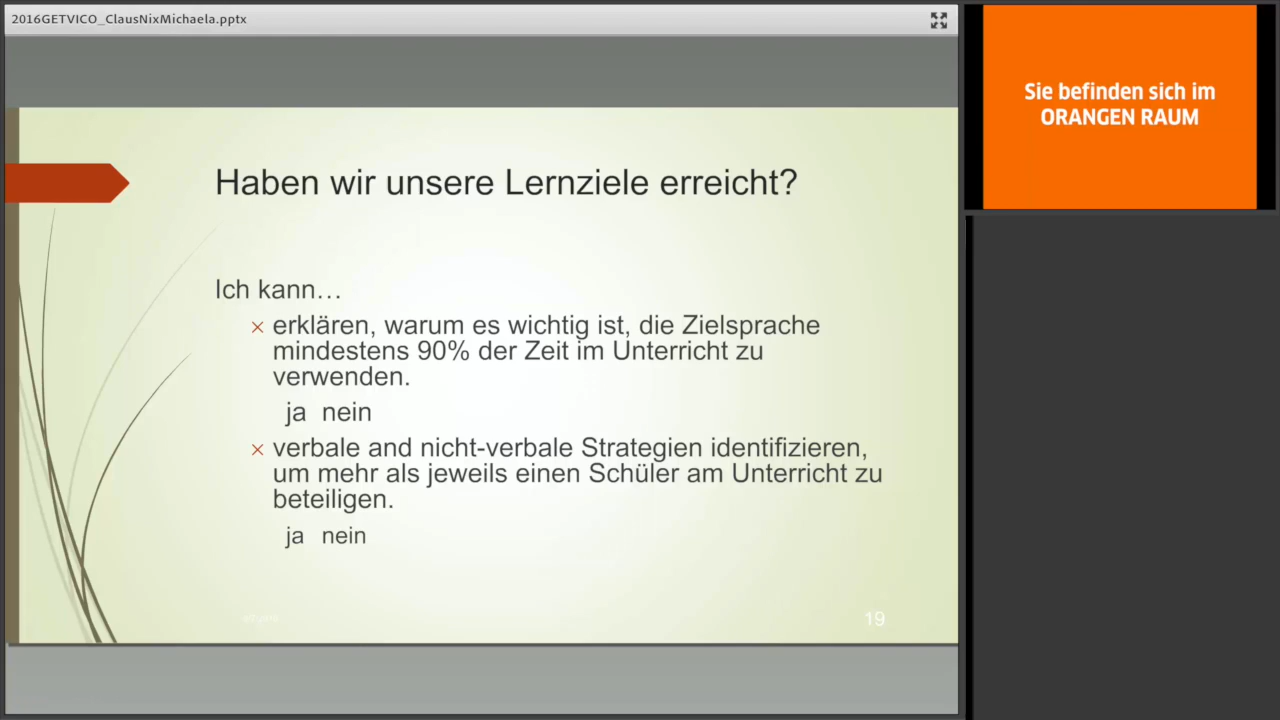 2016GETVICO_ClausNixMichaela.pptx
Sie befinden sich im
ORANGEN RAUM
Haben wir unsere Lernziele erreicht?
Ich kann…
× erklären, warum es wichtig ist, die Zielsprache
mindestens 90% der Zeit im Unterricht zu
verwenden.
ja nein
× verbale and nicht-verbale Strategien identifizieren,
um mehr als jeweils einen Schüler am Unterricht zu
beteiligen.
ja nein
19